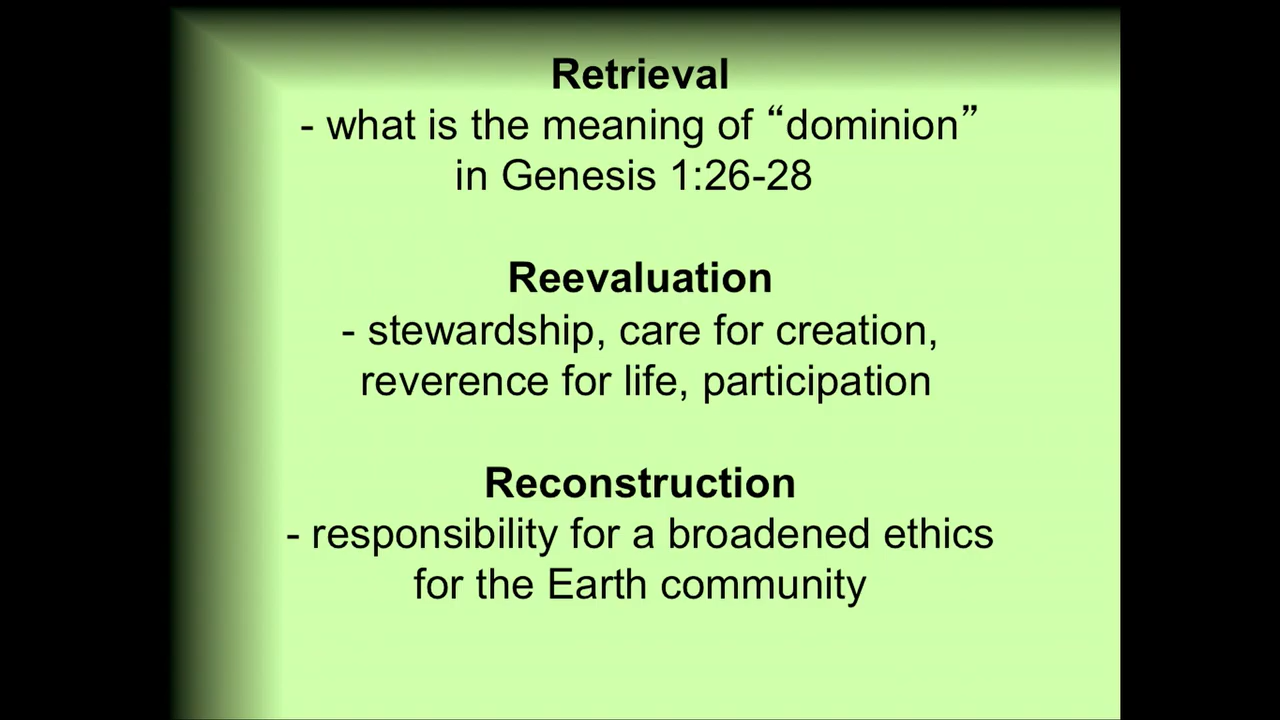 Retrieval
- what is the meaning of “dominion”
in Genesis 1:26-28
Reevaluation
- stewardship, care for creation,
reverence for life, participation
Reconstruction
- responsibility for a broadened ethics
for the Earth community